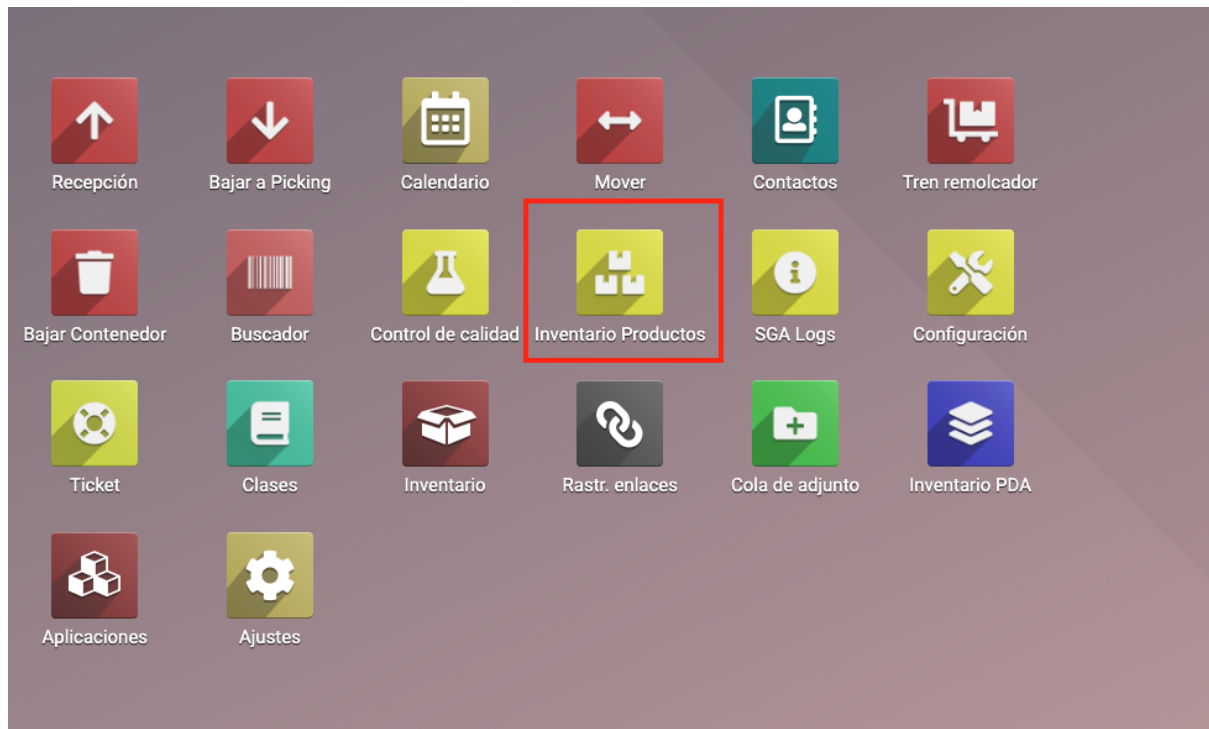 Recepción
Bajar a Picking
Calendario
Mover
Contactos
Tren remolcador
Bajar Contenedor
Buscador
Control de calidad
Inventario Productos
SGA Logs
Configuración
Ticket
Clases
Inventario
Rastr. enlaces
Cola de adjunto
Inventario PDA
Aplicaciones
Ajustes